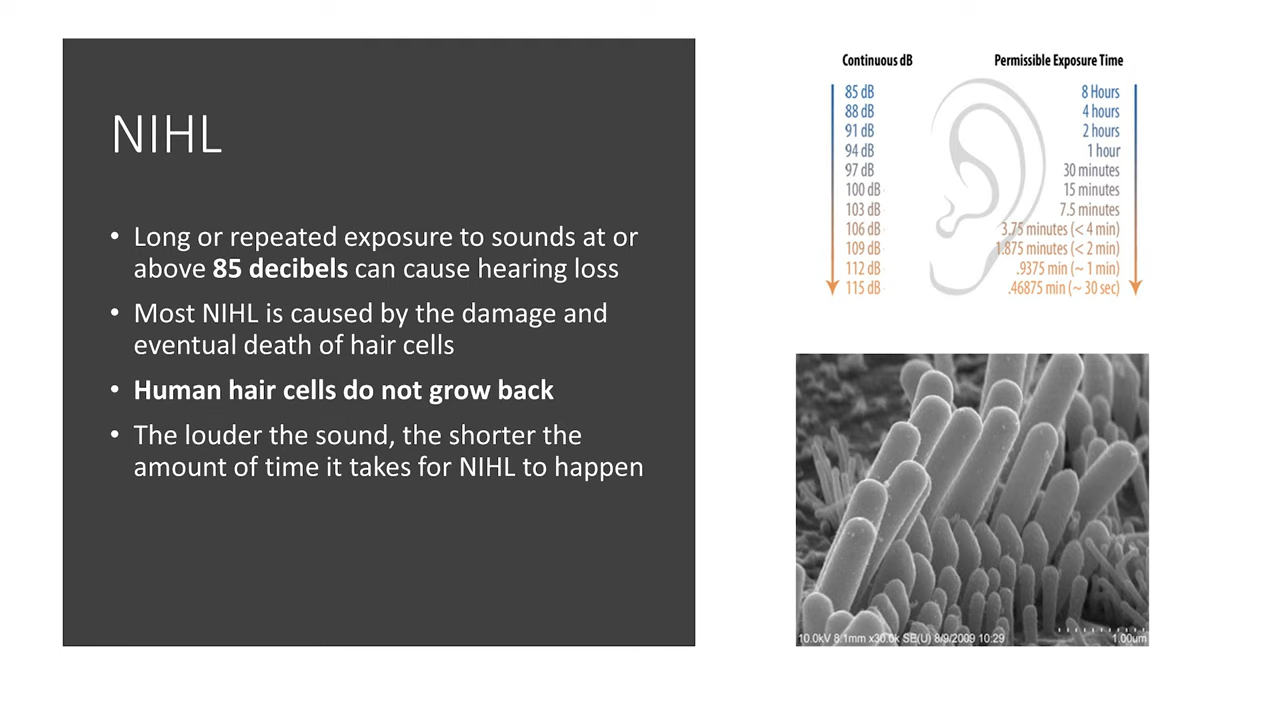 NIHL
• Long or repeated exposure to sounds at or
above 85 decibels can cause hearing loss
• Most NIHL is caused by the damage and
eventual death of hair cells
• Human hair cells do not grow back
• The louder the sound, the shorter the
amount of time it takes for NIHL to happen
Continuous dB Permissible Exposure Time
85 dB 8 Hours
88 dB 4 hours
91 dB 2 hours
94 dB 1 hour
97 dB 30 minutes
100 dB 15 minutes
103 dB 7.5 minutes
106 dB 3.75 minutes (< 4 min)
109 dB 1.875 minutes (< 2 min)
112 dB .9375 min (~ 1 min)
115 dB .46875 min (~ 30 sec)
10.0kV 8.1mm x30.0k SE(U) 8/9/2009 10:29 1.00um